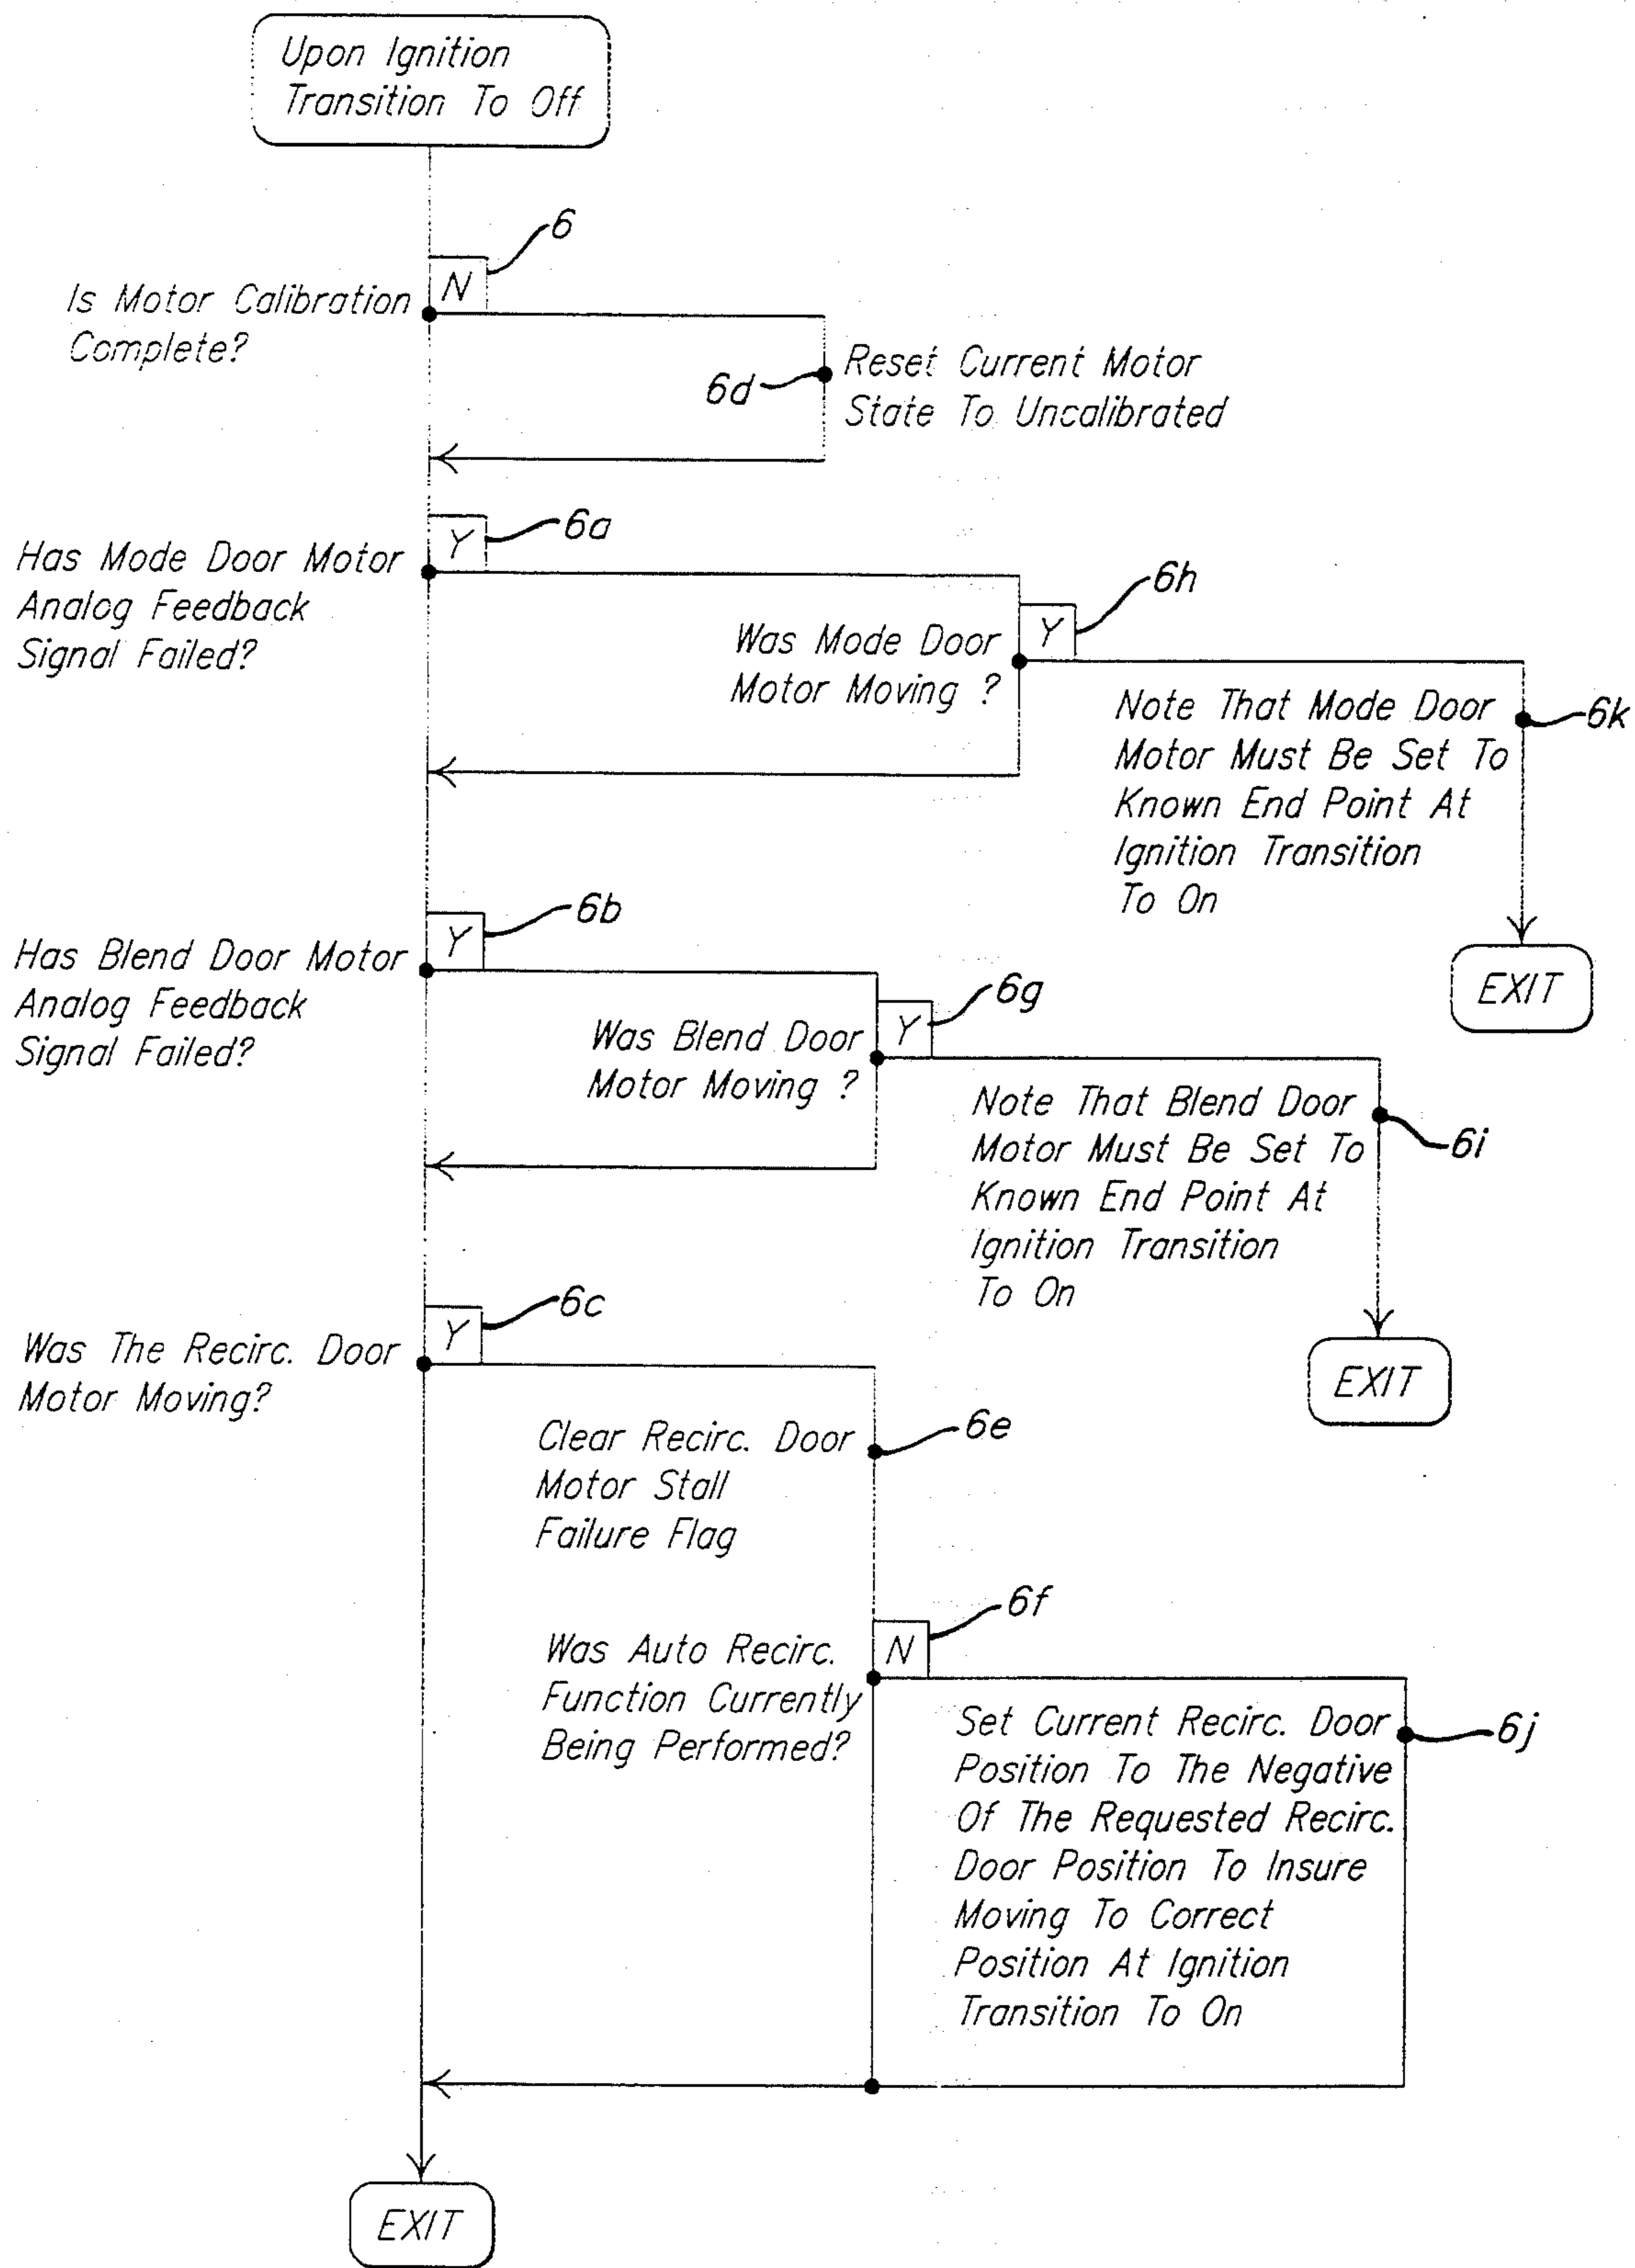 Upon Ignition
Transition To Off
6
N
Is Motor Calibration
Complete?
6d
Reset Current Motor
State To Uncalibrated
Y
6a
Has Mode Door Motor
Analog Feedback
Signal Failed?
Y
6h
Was Mode Door
Motor Moving ?
Note That Mode Door
Motor Must Be Set To
Known End Point At
Ignition Transition
To On
6k
EXIT
Y
6b
Has Blend Door Motor
Analog Feedback
Signal Failed?
Y
6g
Was Blend Door
Motor Moving ?
Note That Blend Door
Motor Must Be Set To
Known End Point At
Ignition Transition
To On
6i
EXIT
Y
6c
Was The Recirc. Door
Motor Moving?
Clear Recirc. Door
Motor Stall
Failure Flag
6e
N
6f
Was Auto Recirc.
Function Currently
Being Performed?
Set Current Recirc. Door
Position To The Negative
Of The Requested Recirc.
Door Position To Insure
Moving To Correct
Position At Ignition
Transition To On
6j
EXIT